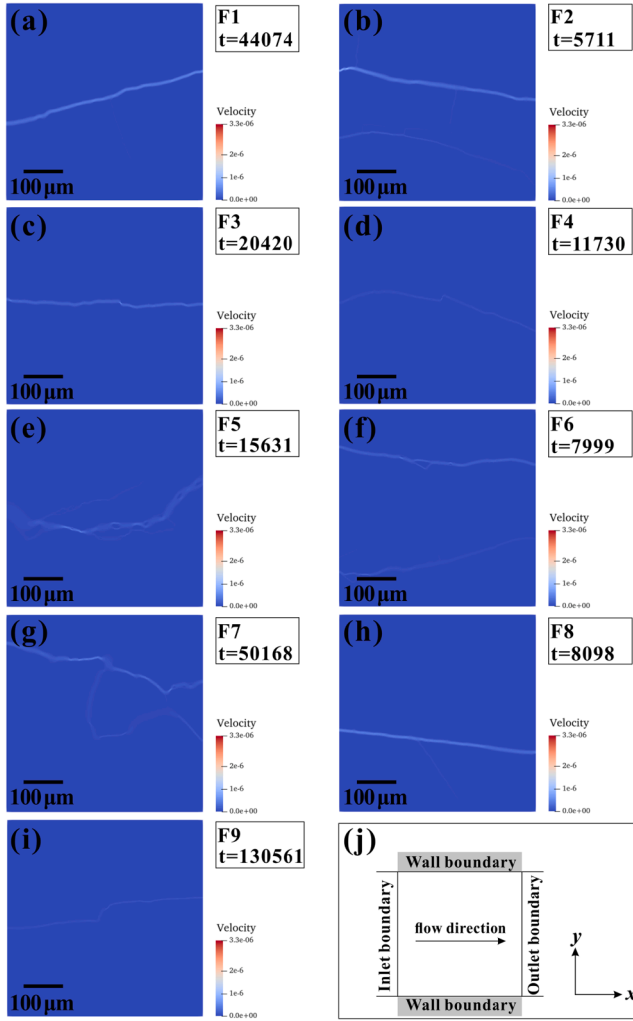 (a)
F1
t=44074
Velocity
3.3e-06
2e-6
1e-6
0.0e+00
100 μm
(b)
F2
t=5711
Velocity
3.3e-06
2e-6
1e-6
0.0e+00
100 μm
(c)
F3
t=20420
Velocity
3.3e-06
2e-6
1e-6
0.0e+00
100 μm
(d)
F4
t=11730
Velocity
3.3e-06
2e-6
1e-6
0.0e+00
100 μm
(e)
F5
t=15631
Velocity
3.3e-06
2e-6
1e-6
0.0e+00
100 μm
(f)
F6
t=7999
Velocity
3.3e-06
2e-6
1e-6
0.0e+00
100 μm
(g)
F7
t=50168
Velocity
3.3e-06
2e-6
1e-6
0.0e+00
100 μm
(h)
F8
t=8098
Velocity
3.3e-06
2e-6
1e-6
0.0e+00
100 μm
(i)
F9
t=130561
Velocity
3.3e-06
2e-6
1e-6
0.0e+00
100 μm
(j)
Wall boundary
Inlet boundary
flow direction
Outlet boundary
Wall boundary
y
x